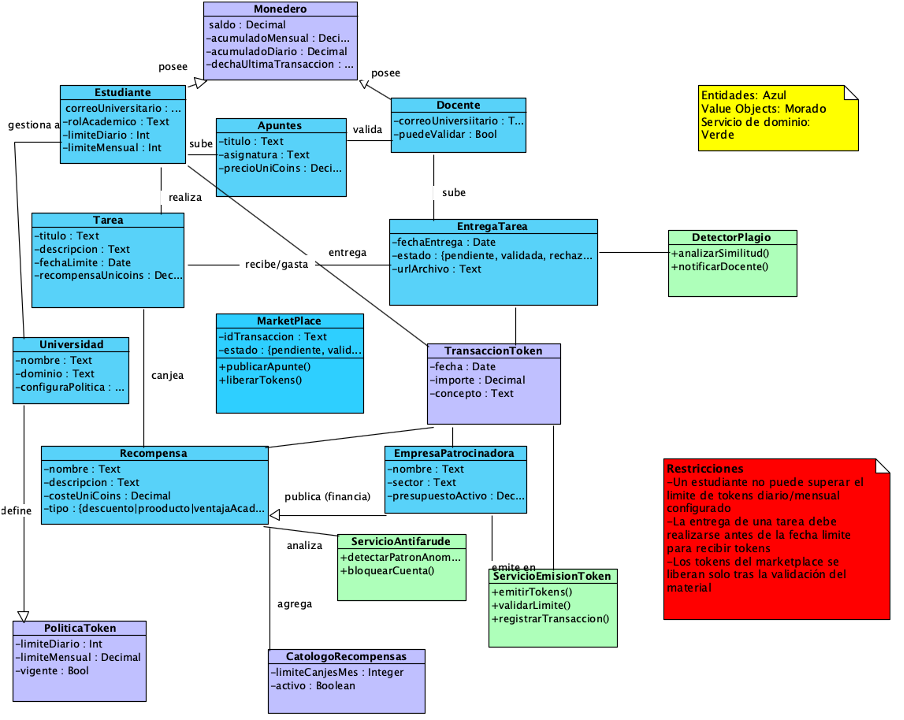 Monedero
saldo : Decimal
-acumuladoMensual : Deci...
-acumuladoDiario : Decimal
-dechaUltimaTransaccion : ...
posee
posee
Estudiante
correoUniversitario : ...
-rolAcademico : Text
-limiteDiario : Int
-limiteMensual : Int
Docente
-correoUniversiitario : T...
-puedeValidar : Bool
Entidades: Azul
Value Objects: Morado
Servicio de dominio:
Verde
gestiona a
sube
Apuntes
-titulo : Text
-asignatura : Text
-precioUniCoins : Deci...
valida
realiza
sube
Tarea
-titulo : Text
-descripcion : Text
-fechaLimite : Date
-recompensaUnicoins : Dec...
entrega
recibe/gasta
EntregaTarea
-fechaEntrega : Date
-estado : {pendiente, validada, rechaz...
-urlArchivo : Text
DetectorPlagio
+analizarSimilitud()
+notificarDocente()
MarketPlace
-idTransaccion : Text
-estado : {pendiente, valid...
+publicarApunte()
+liberarTokens()
Universidad
-nombre : Text
-dominio : Text
-configuraPolitica : ...
TransaccionToken
-fecha : Date
-importe : Decimal
-concepto : Text
canjea
Recompensa
-nombre : Text
-descripcion : Text
-costeUniCoins : Decimal
-tipo : {descuento|prooducto|ventajaAcad...
EmpresaPatrocinadora
-nombre : Text
-sector : Text
-presupuestoActivo : Dec...
publica (financia)
define
Restricciones
-Un estudiante no puede superar el
limite de tokens diario/mensual
configurado
-La entrega de una tarea debe
realizarse antes de la fecha limite
para recibir tokens
-Los tokens del marketplace se
liberan solo tras la validación del
material
analiza
ServicioAntifarude
+detectarPatronAnom...
+bloquearCuenta()
emite en
ServicioEmisionToken
+emitirTokens()
+validarLimite()
+registrarTransaccion()
agrega
PoliticaToken
-limiteDiario : Int
-limiteMensual : Decimal
-vigente : Bool
CatologoRecompensas
-limiteCanjesMes : Integer
-activo : Boolean